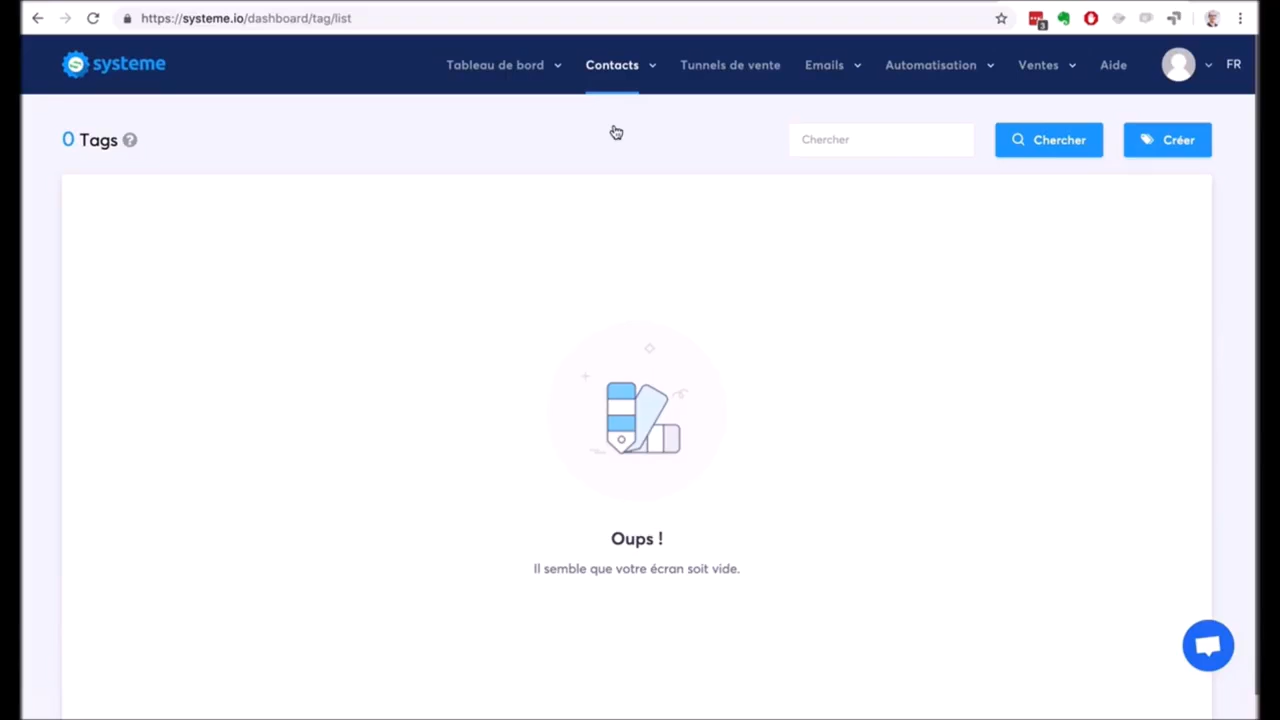 https://systeme.io/dashboard/tag/list
3
systeme
Tableau de bord
Contacts
Tunnels de vente
Emails
Automatisation
Ventes
Aide
FR
0 Tags ?
Chercher
Chercher
Créer
Oups !
Il semble que votre écran soit vide.